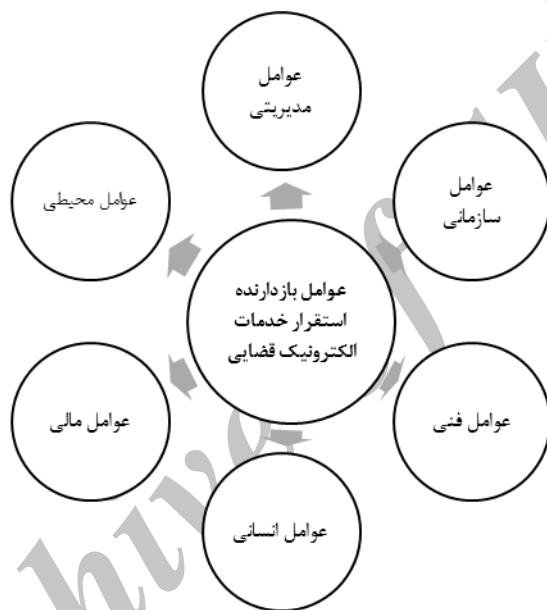 عوامل
مدیریتی
عوامل
سازمانی
عوامل محیطی
عوامل بازدارنده
استقرار خدمات
الکترونیک قضایی
عوامل فنی
عوامل مالی
عوامل انسانی